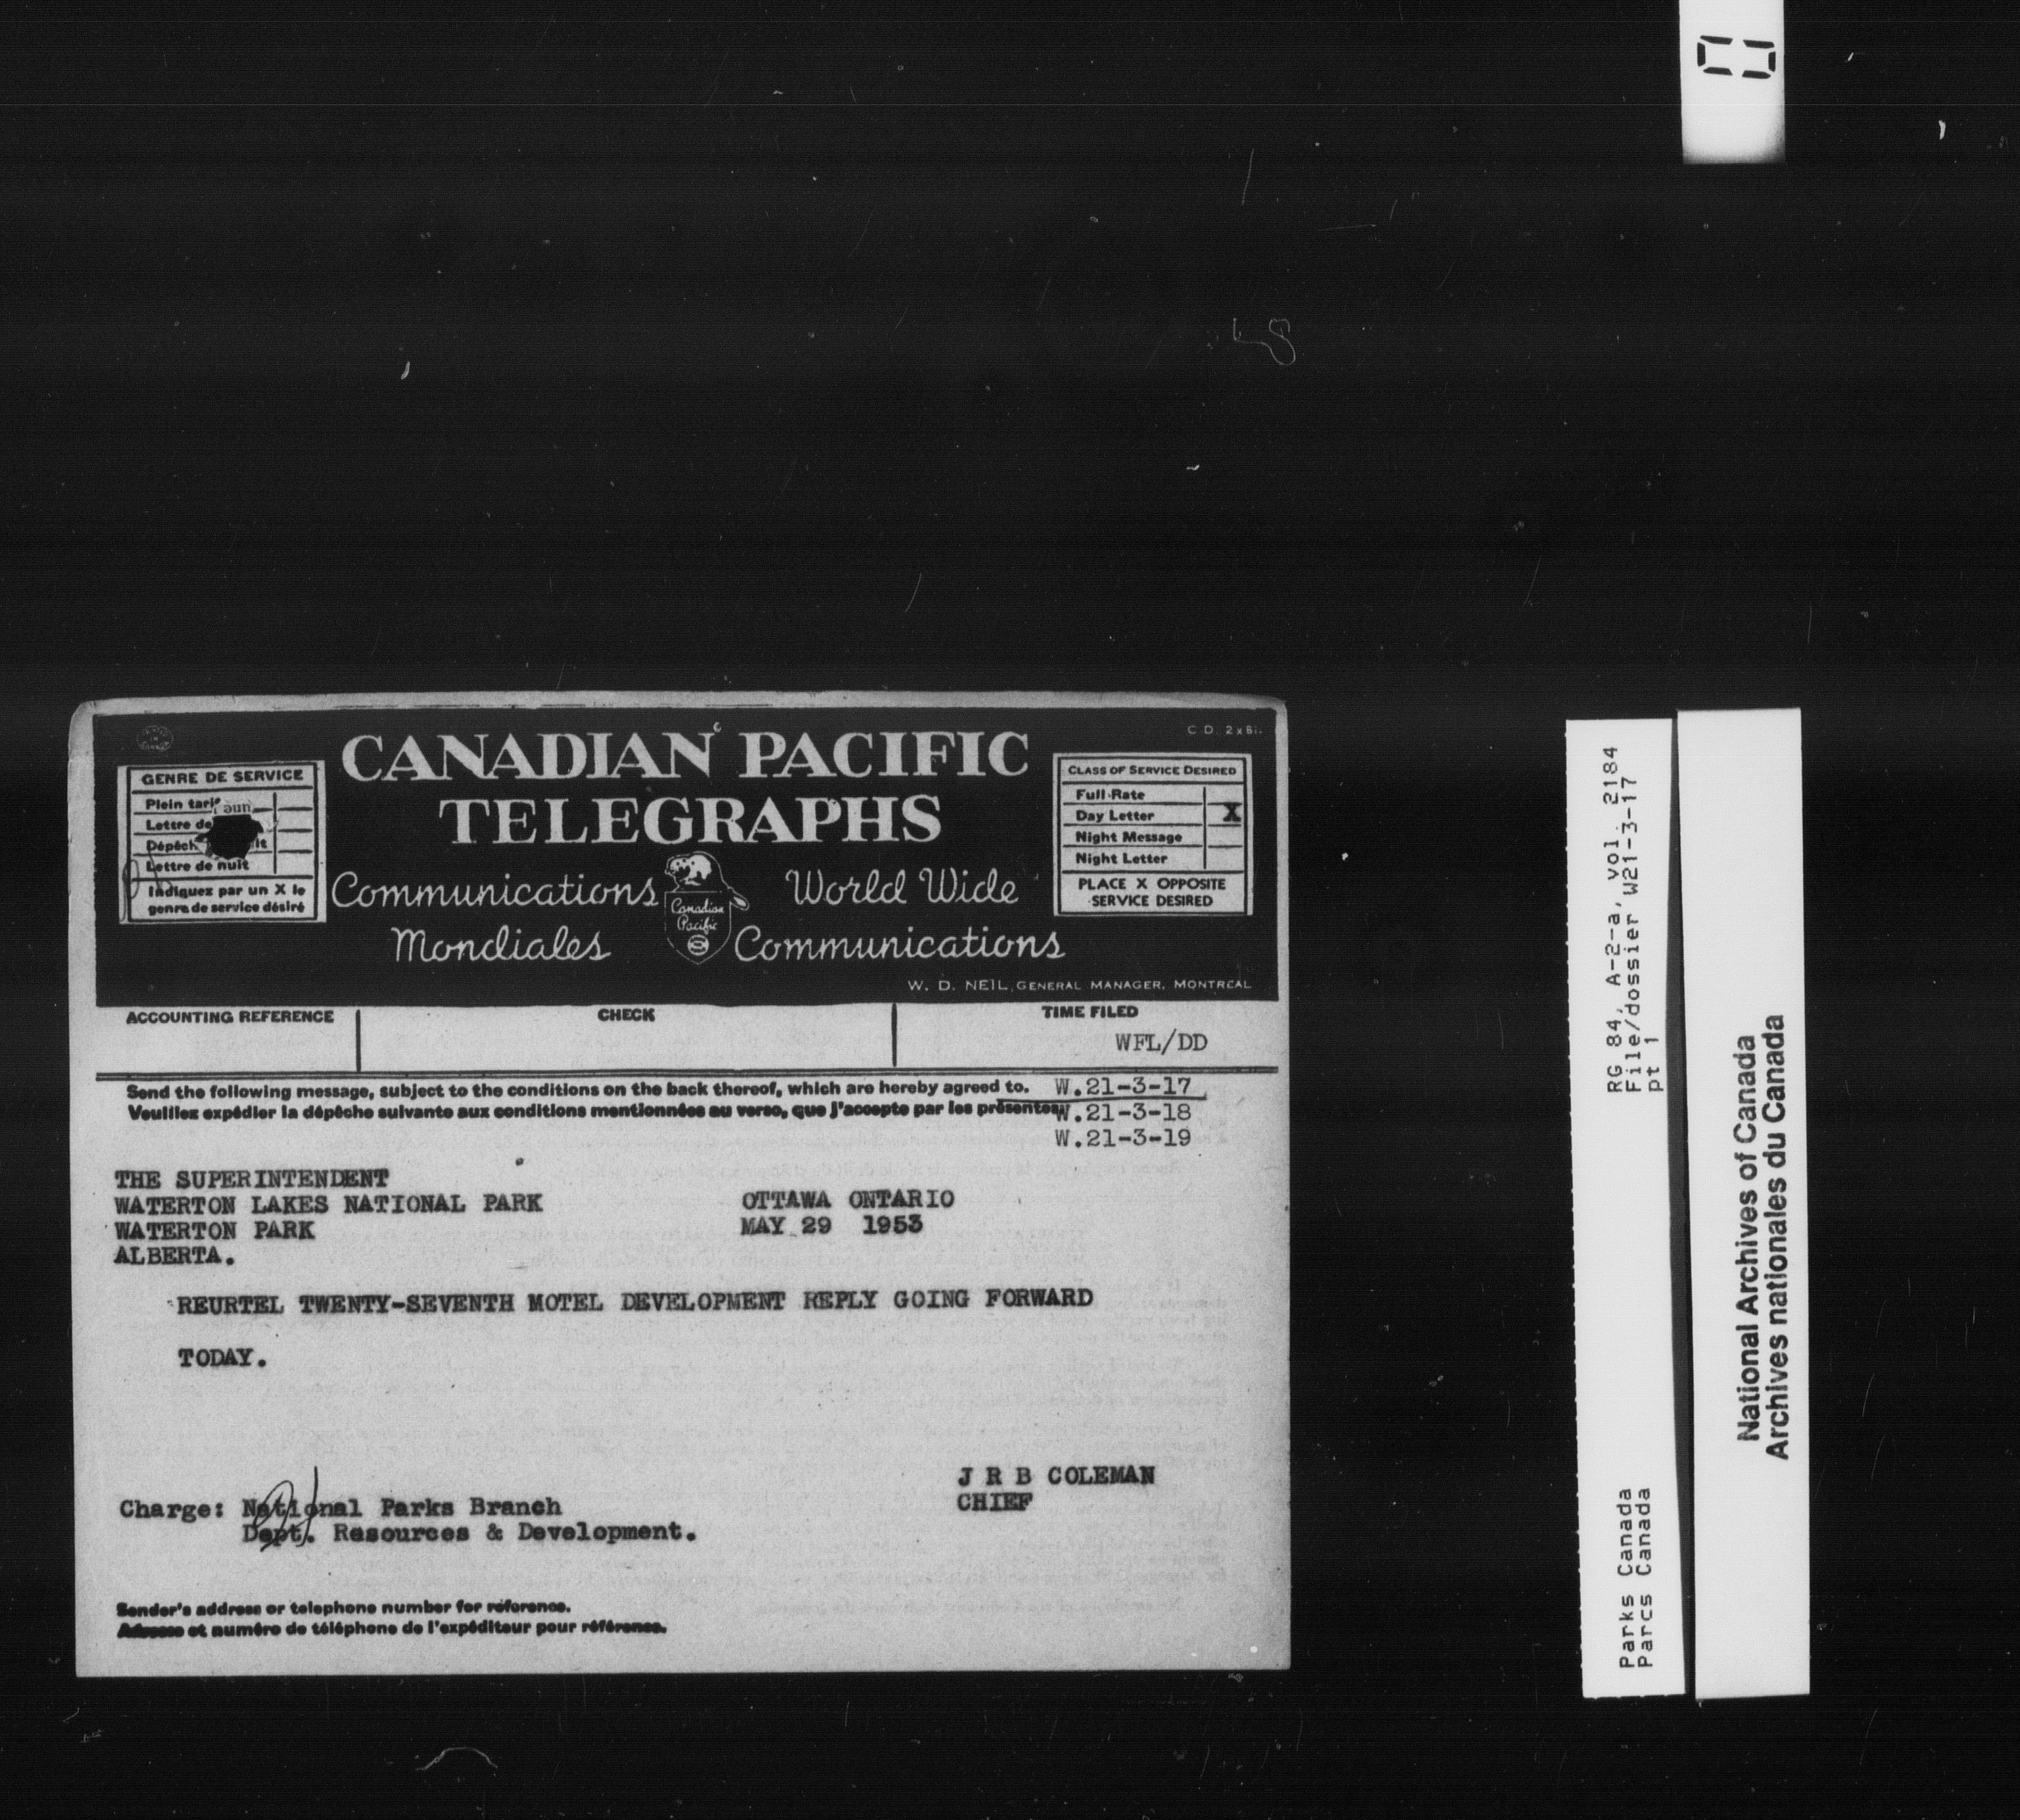 C.D. 2
CANADIAN PACIFIC
TELEGRAPHS
GENRE DE SERVICE
Plein tarif
Lettre de
Dépêch
Lettre de nuit
Indiquez par un X le
genre de service désiré
Communications World Wide
Canadian
Pacific
Mondiales Communications
CLASS OF SERVICE DESIRED
Full-Rate
Day Letter X
Night Message
Night Letter
PLACE X OPPOSITE
SERVICE DESIRED
W. D. NEIL, GENERAL MANAGER, MONTREAL
ACCOUNTING REFERENCE CHECK TIME FILED
WFL/DD
Send the following message, subject to the conditions on the back thereof, which are hereby agreed to. W.21-3-17
Veuillez expédier la dépêche suivante aux conditions mentionnées au verso, que j'accepte par les présentes W.21-3-18
W.21-3-19
THE SUPERINTENDENT
WATERTON LAKES NATIONAL PARK OTTAWA ONTARIO
WATERTON PARK MAY 29 1953
ALBERTA.
REURTEL TWENTY-SEVENTH MOTEL DEVELOPMENT REPLY GOING FORWARD
TODAY.
J R B COLEMAN
CHIEF
Charge: National Parks Branch
Dept. Resources & Development.
Sender's address or telephone number for reference.
Adresse et numéro de téléphone de l'expéditeur pour référence.
RG 84, A-2-a, vol. 2184
File/dossier W21-3-17
pt 1
Parks Canada
Parcs Canada
National Archives of Canada
Archives nationales du Canada